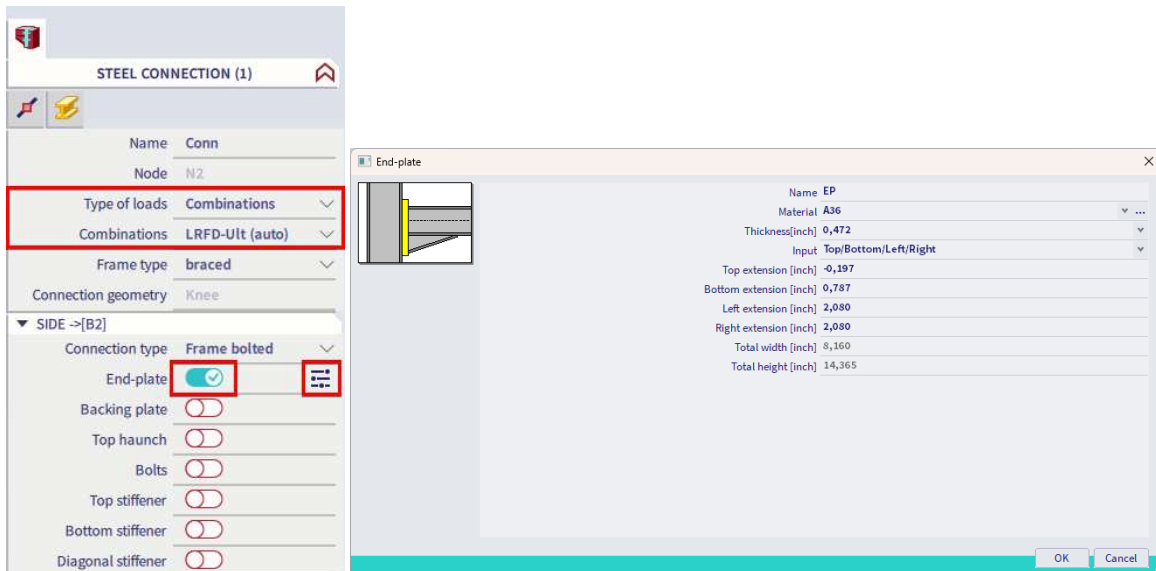 STEEL CONNECTION (1)
Name Conn
Node N2
Type of loads Combinations
Combinations LRFD-Ult (auto)
Frame type braced
Connection geometry Knee
SIDE ->[B2]
Connection type Frame bolted
End-plate
Backing plate
Top haunch
Bolts
Top stiffener
Bottom stiffener
Diagonal stiffener
End-plate
Name EP
Material A36
...
Thickness[inch] 0,472
Input Top/Bottom/Left/Right
Top extension [inch] -0,197
Bottom extension [inch] 0,787
Left extension [inch] 2,080
Right extension [inch] 2,080
Total width [inch] 8,160
Total height [inch] 14,365
OK Cancel